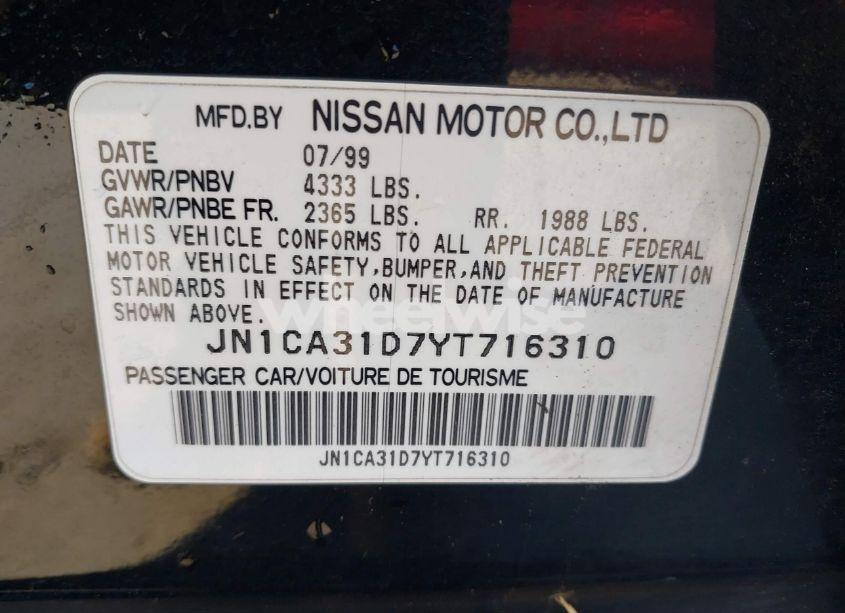 MFD.BY NISSAN MOTOR CO.,LTD
DATE 07/99
GVWR/PNBV 4333 LBS.
GAWR/PNBE FR. 2365 LBS. RR. 1988 LBS.
THIS VEHICLE CONFORMS TO ALL APPLICABLE FEDERAL
MOTOR VEHICLE SAFETY,BUMPER,AND THEFT PREVENTION
STANDARDS IN EFFECT ON THE DATE OF MANUFACTURE
SHOWN ABOVE.
wheelwise
JN1CA31D7YT716310
PASSENGER CAR/VOITURE DE TOURISME
JN1CA31D7YT716310